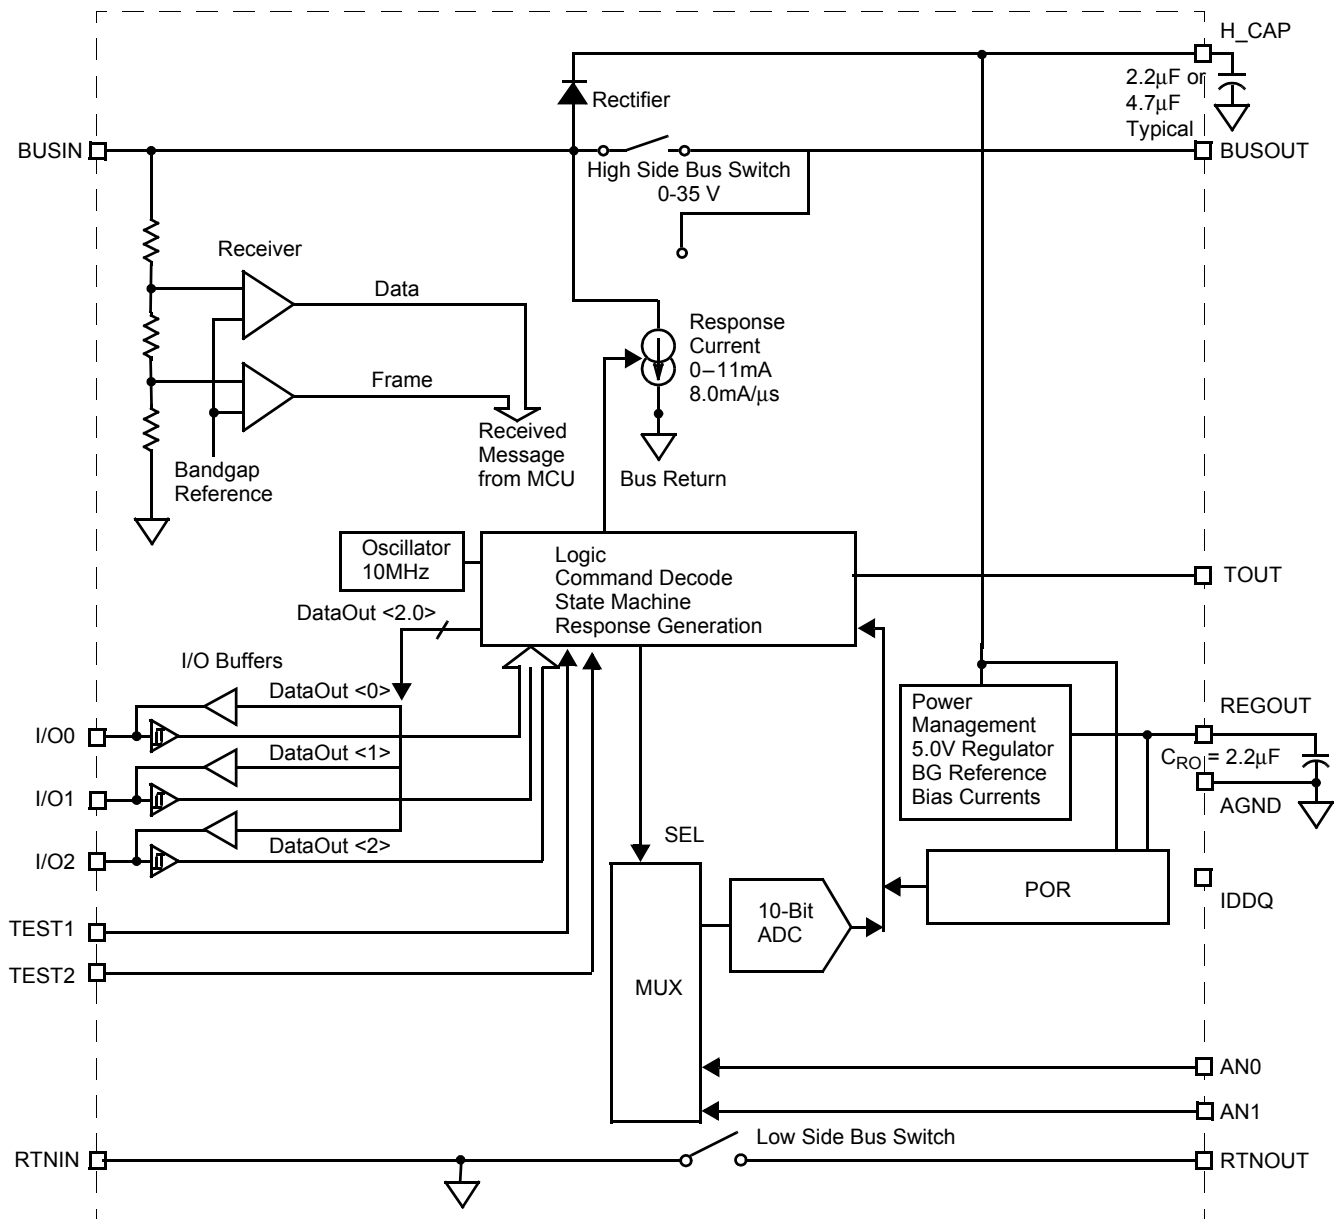 H_CAP
2.2μF or
4.7μF
Typical
Rectifier
BUSIN
BUSOUT
High Side Bus Switch
0-35 V
Receiver
Data
Response
Current
0–11mA
8.0mA/μs
Frame
Received
Message
from MCU
Bus Return
Bandgap
Reference
Oscillator
10MHz
Logic
Command Decode
State Machine
Response Generation
TOUT
DataOut <2.0>
I/O Buffers
DataOut <0>
I/O0
DataOut <1>
I/O1
DataOut <2>
I/O2
Power
Management
5.0V Regulator
BG Reference
Bias Currents
REGOUT
CRO = 2.2μF
AGND
SEL
POR
IDDQ
10-Bit
ADC
TEST1
TEST2
MUX
AN0
AN1
Low Side Bus Switch
RTNIN
RTNOUT